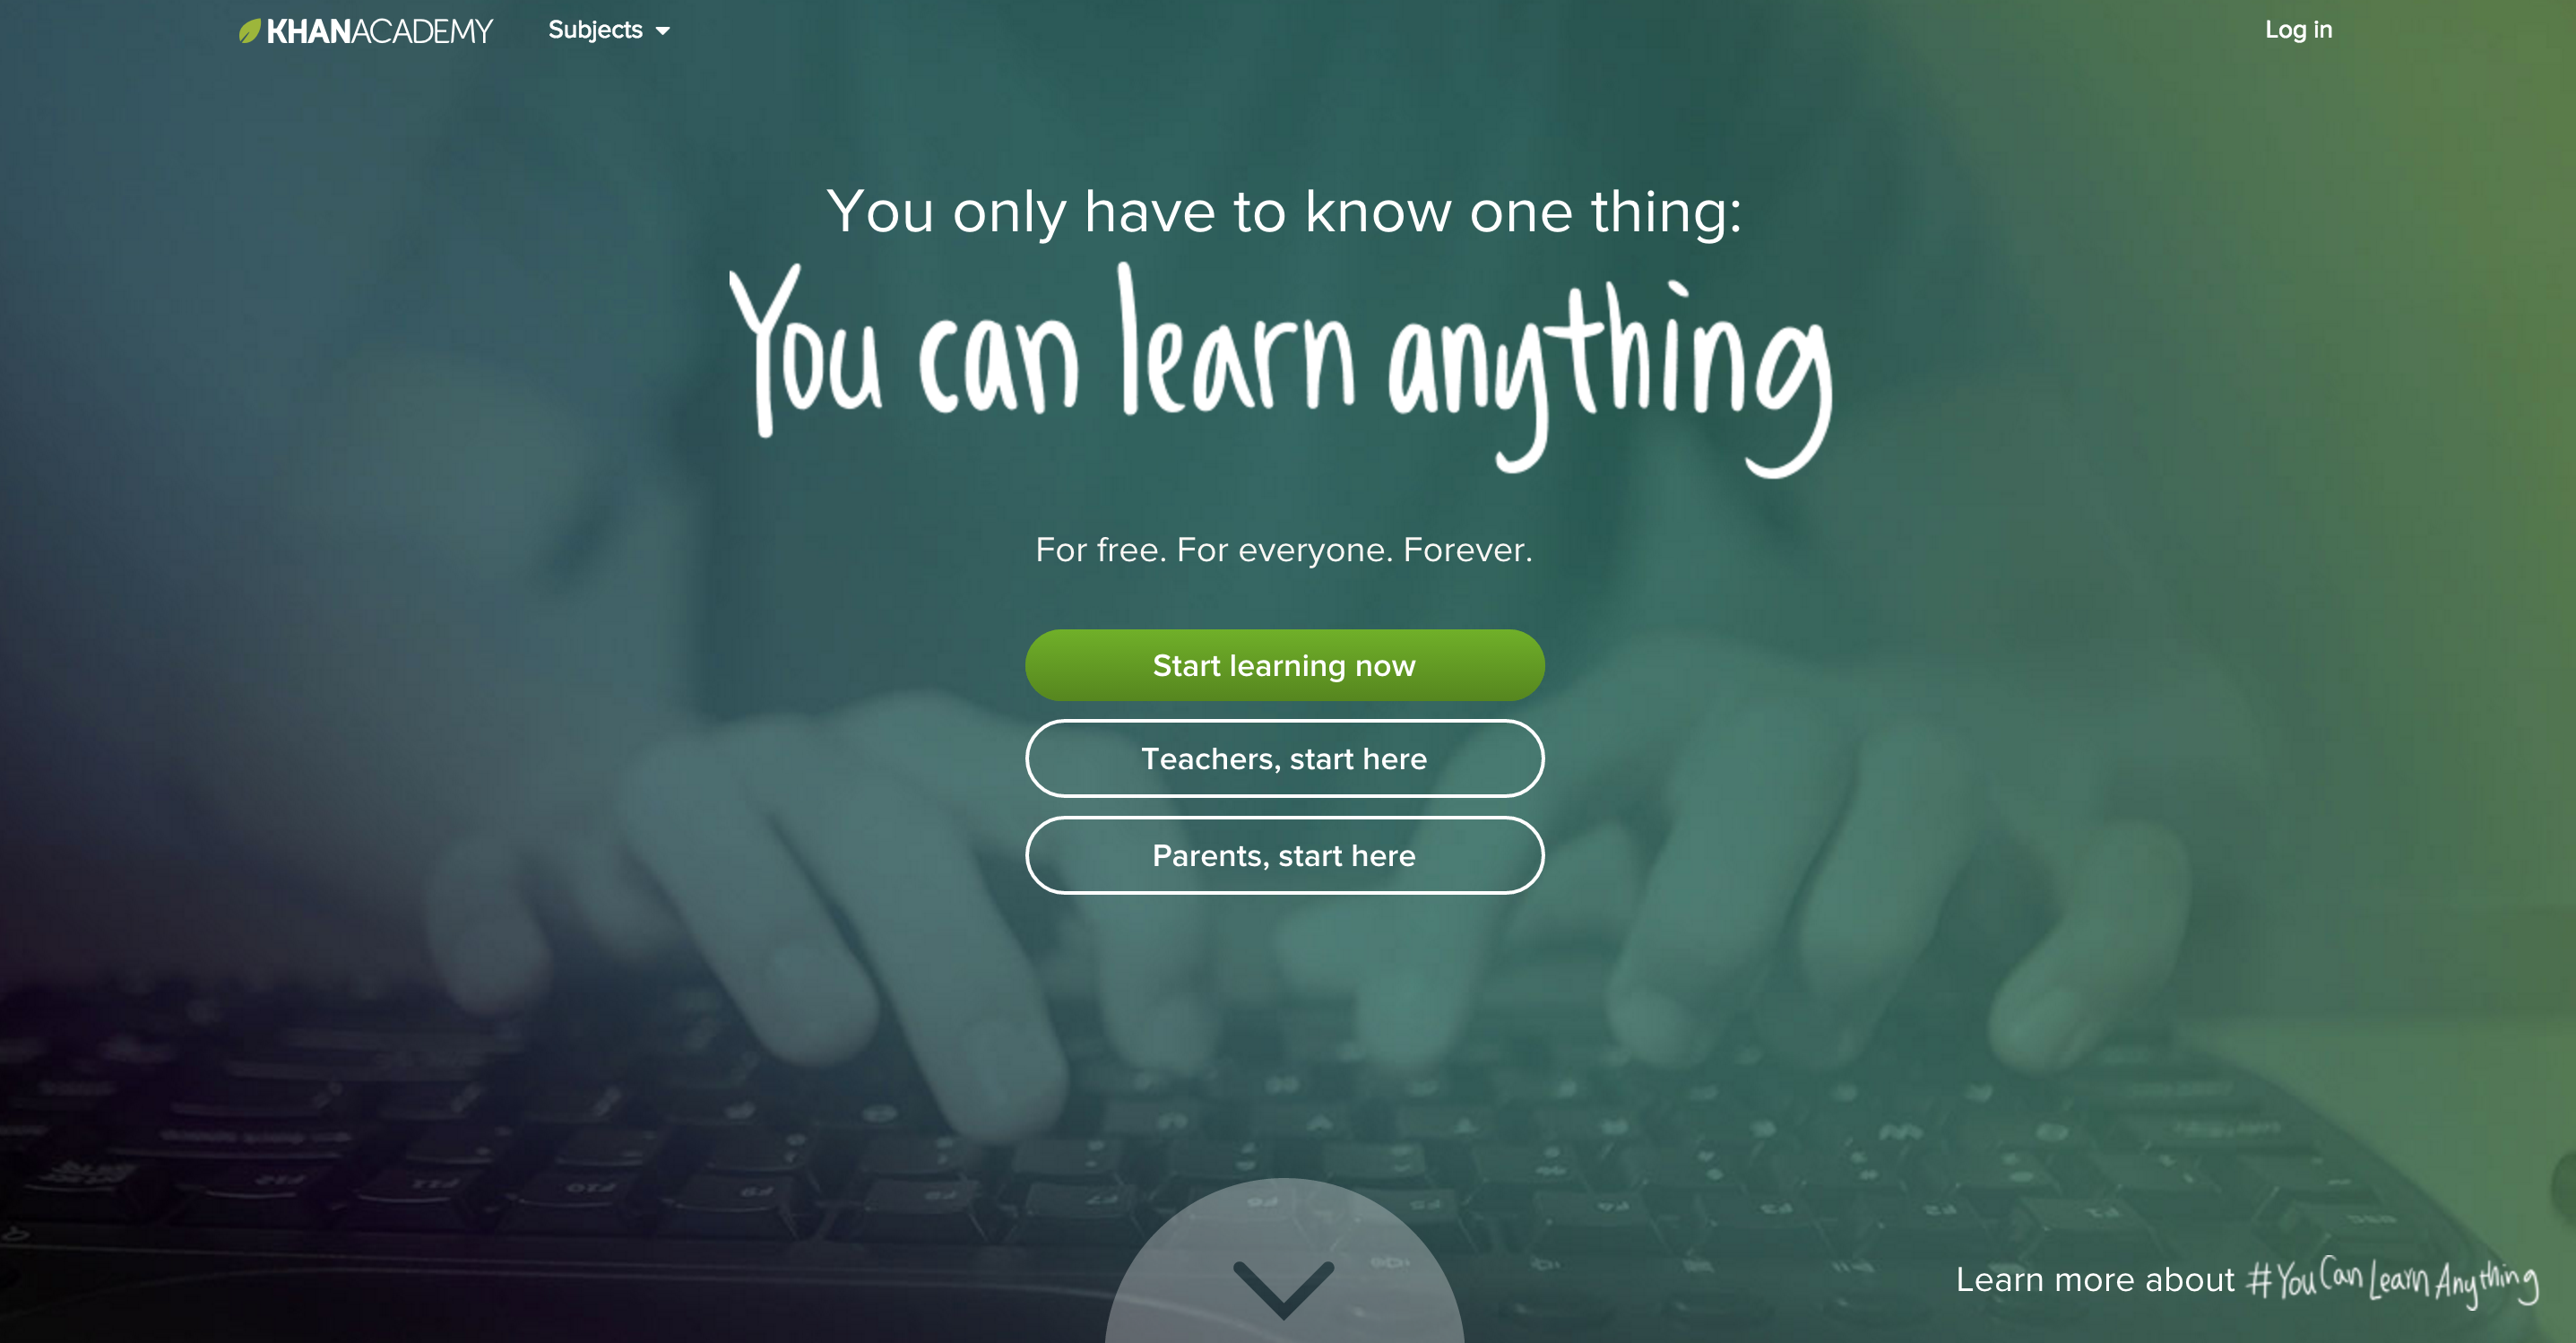 KHANACADEMY Subjects Log in
You only have to know one thing:
You can learn anything
For free. For everyone. Forever.
Start learning now
Teachers, start here
Parents, start here
Learn more about #YouCanLearnAnything